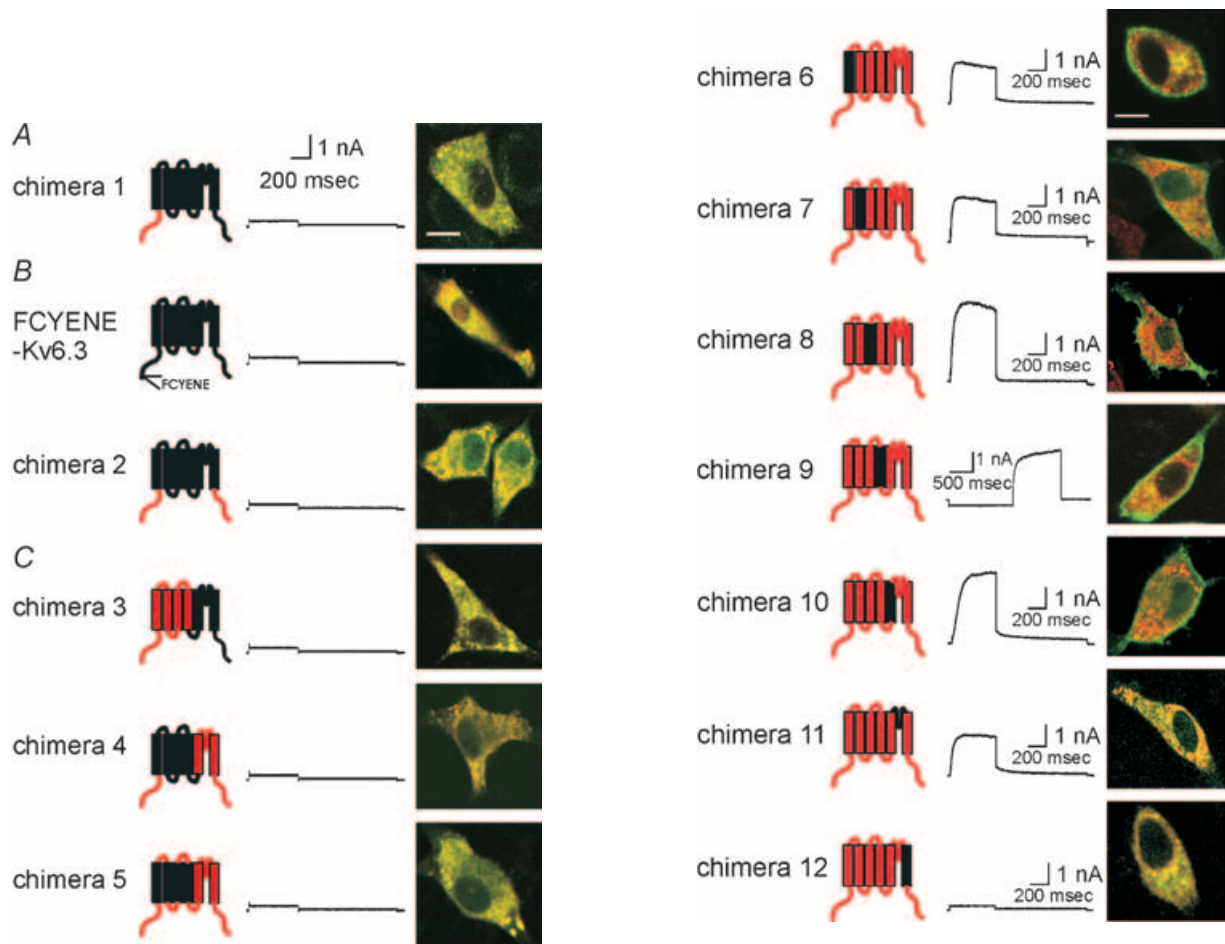 A
chimera 1
1 nA
200 msec
B
FCYENE
-Kv6.3
FCYENE
chimera 2
C
chimera 3
chimera 4
chimera 5
chimera 6
1 nA
200 msec
chimera 7
1 nA
200 msec
chimera 8
1 nA
200 msec
chimera 9
1 nA
500 msec
chimera 10
1 nA
200 msec
chimera 11
1 nA
200 msec
chimera 12
1 nA
200 msec